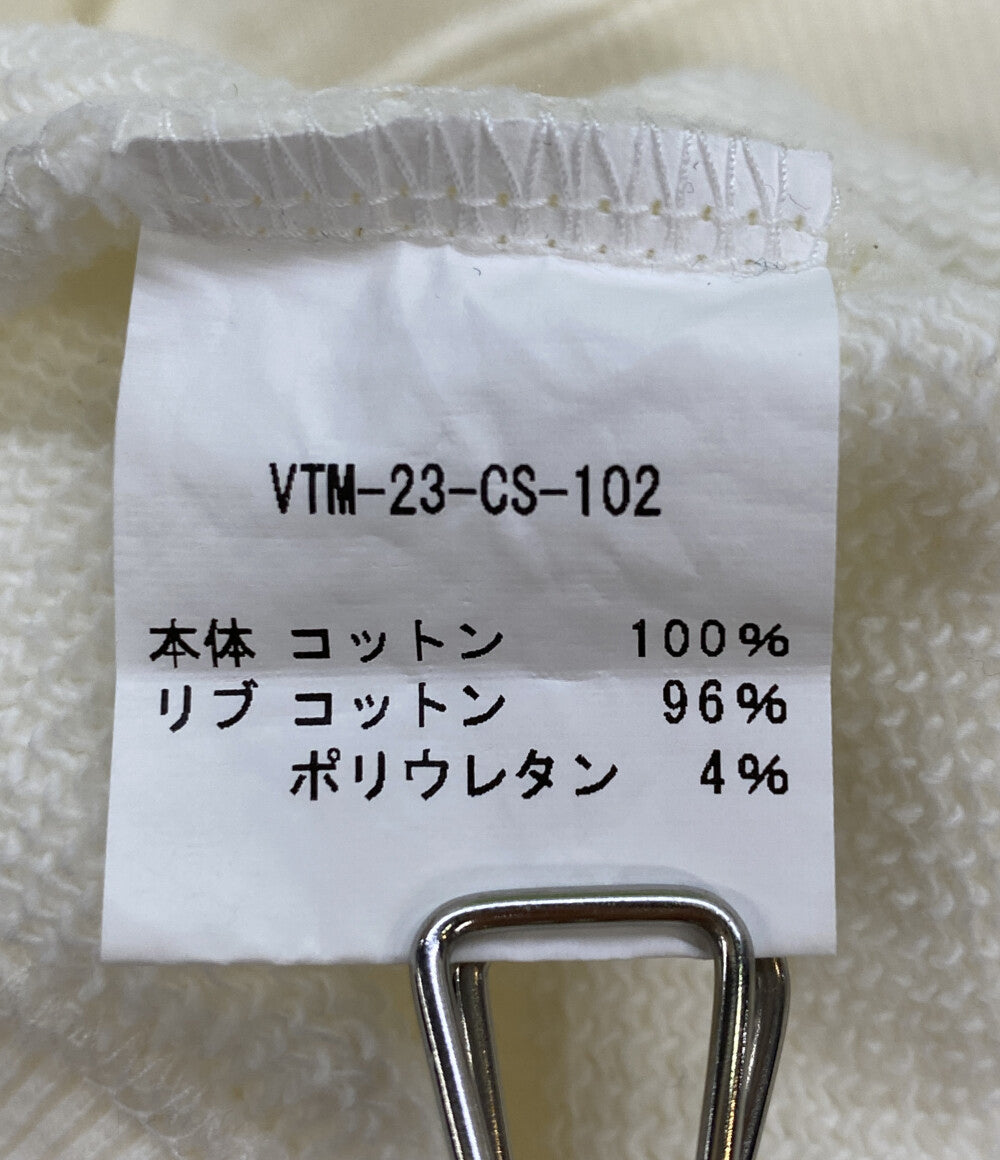 VTM-23-CS-102
本体 コットン 100%
リブ コットン 96%
ポリウレタン 4%